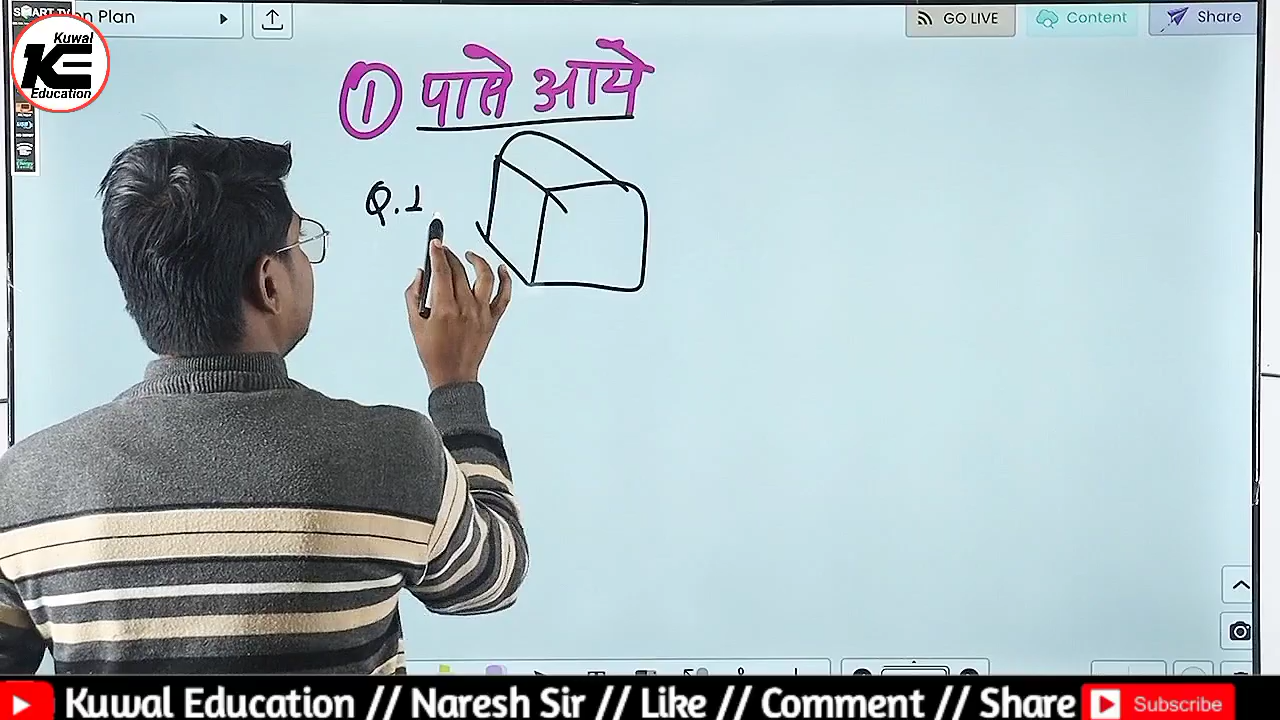 on Plan
GO LIVE
Content
Share
Kuwal
KE
Education
① पासे आये
Q.1
Kuwal Education // Naresh Sir // Like // Comment // Share
Subscribe